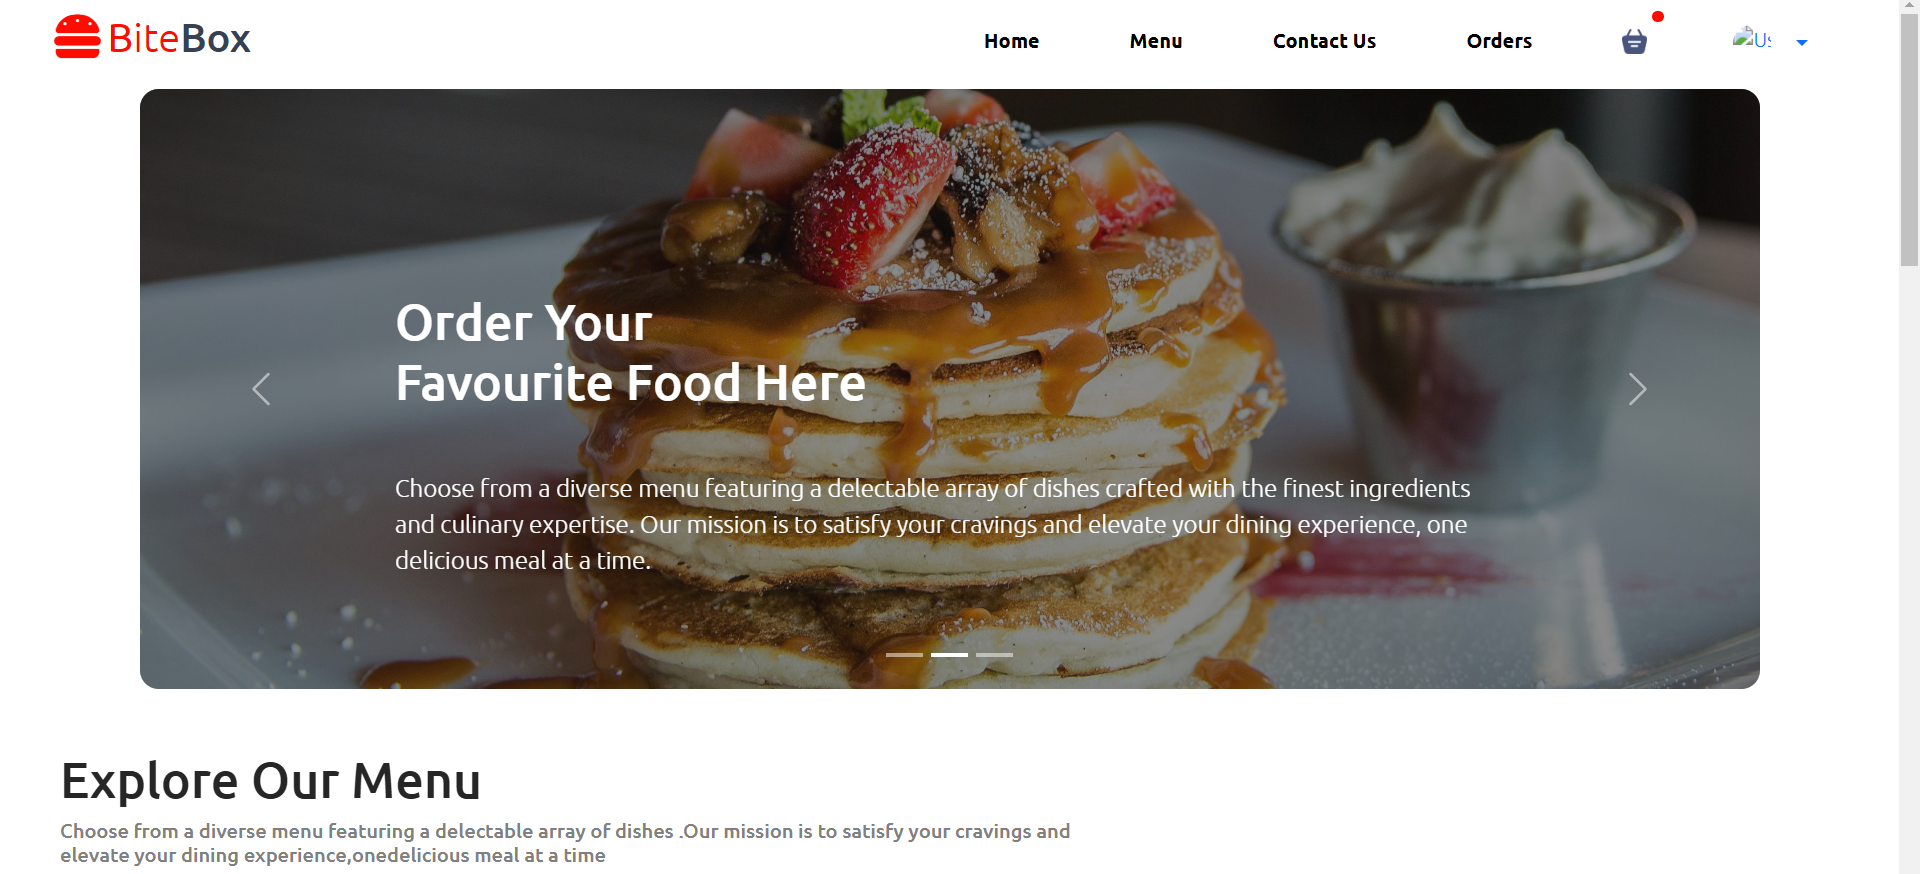 BiteBox
Home Menu Contact Us Orders
Order Your
Favourite Food Here
Choose from a diverse menu featuring a delectable array of dishes crafted with the finest ingredients
and culinary expertise. Our mission is to satisfy your cravings and elevate your dining experience, one
delicious meal at a time.
Explore Our Menu
Choose from a diverse menu featuring a delectable array of dishes .Our mission is to satisfy your cravings and
elevate your dining experience,onedelicious meal at a time